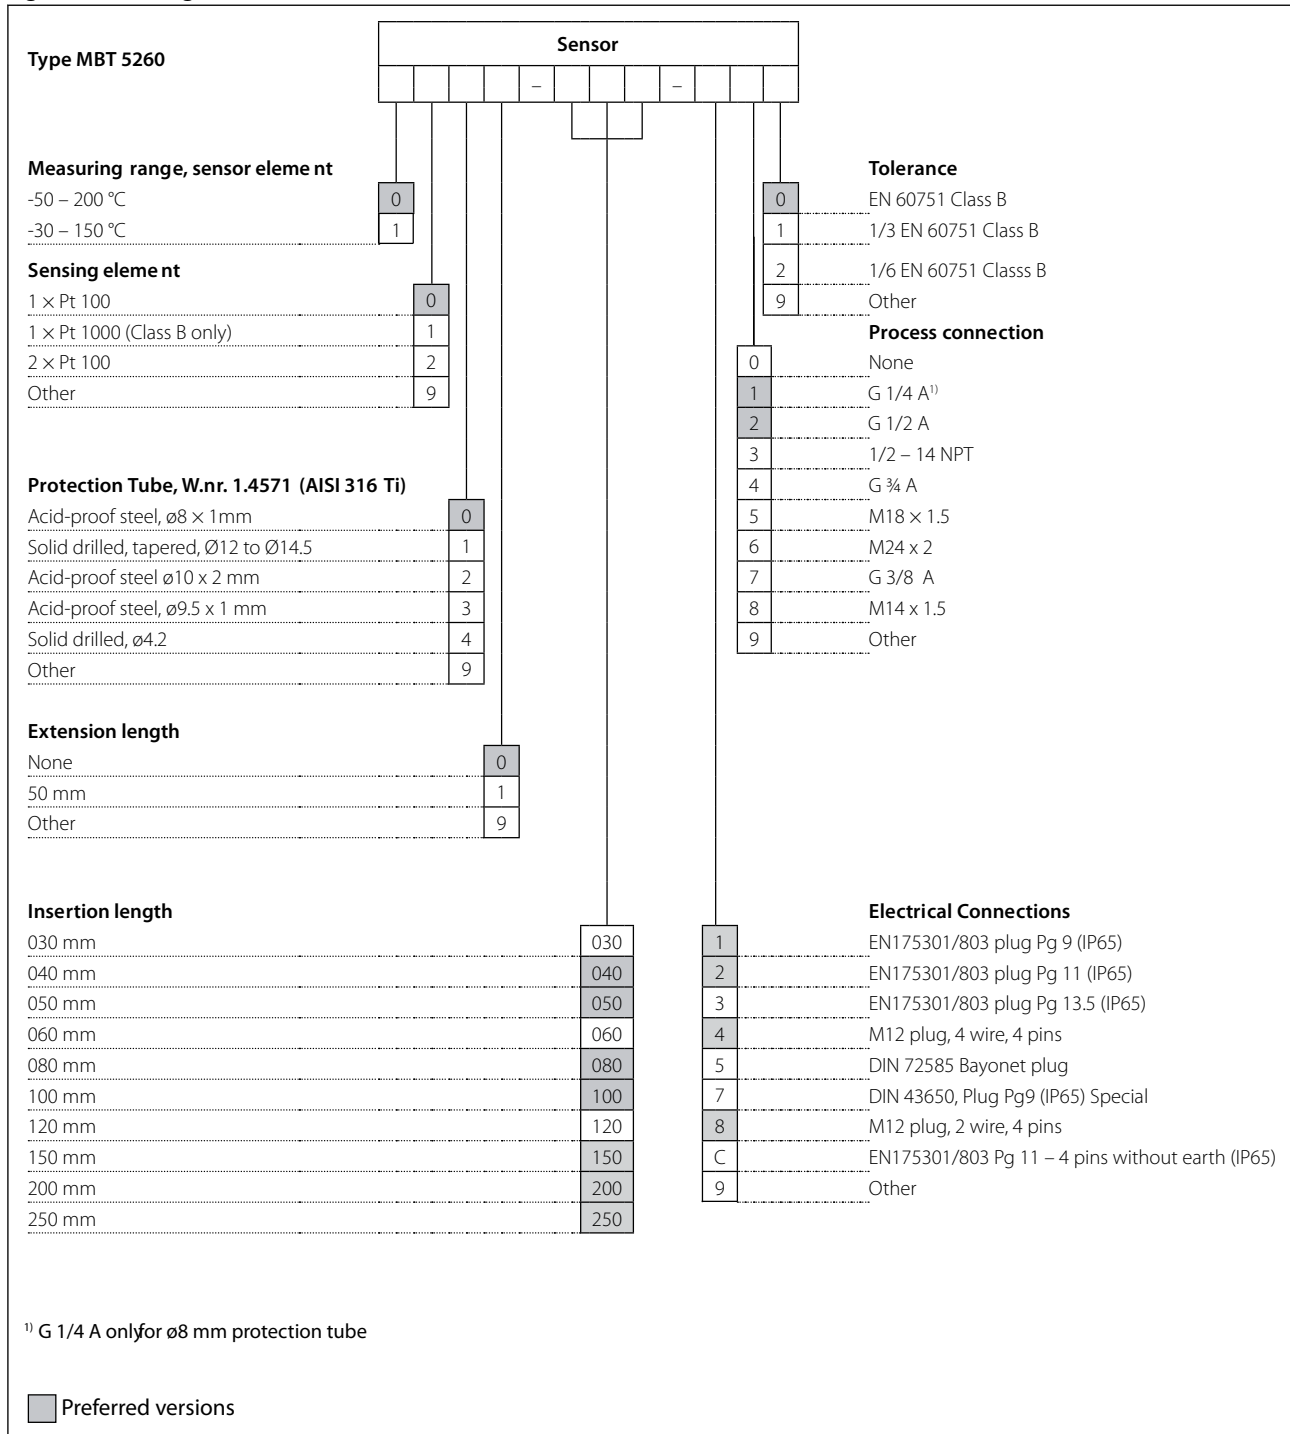 Sensor
Type MBT 5260
– –
Measuring range, sensor eleme nt
-50 – 200 °C 0
-30 – 150 °C 1
Sensing eleme nt
1 × Pt 100 0
1 × Pt 1000 (Class B only) 1
2 × Pt 100 2
Other 9
Protection Tube, W.nr. 1.4571 (AISI 316 Ti)
Acid-proof steel, ø8 × 1mm 0
Solid drilled, tapered, Ø12 to Ø14.5 1
Acid-proof steel ø10 x 2 mm 2
Acid-proof steel, ø9.5 x 1 mm 3
Solid drilled, ø4.2 4
Other 9
Extension length
None 0
50 mm 1
Other 9
Insertion length
030 mm 030
040 mm 040
050 mm 050
060 mm 060
080 mm 080
100 mm 100
120 mm 120
150 mm 150
200 mm 200
250 mm 250
Tolerance
0 EN 60751 Class B
1 1/3 EN 60751 Class B
2 1/6 EN 60751 Classs B
9 Other
Process connection
0 None
1 G 1/4 A¹⁾
2 G 1/2 A
3 1/2 – 14 NPT
4 G ¾ A
5 M18 × 1.5
6 M24 x 2
7 G 3/8 A
8 M14 x 1.5
9 Other
Electrical Connections
1 EN175301/803 plug Pg 9 (IP65)
2 EN175301/803 plug Pg 11 (IP65)
3 EN175301/803 plug Pg 13.5 (IP65)
4 M12 plug, 4 wire, 4 pins
5 DIN 72585 Bayonet plug
7 DIN 43650, Plug Pg9 (IP65) Special
8 M12 plug, 2 wire, 4 pins
C EN175301/803 Pg 11 – 4 pins without earth (IP65)
9 Other
¹⁾ G 1/4 A only for ø8 mm protection tube
Preferred versions